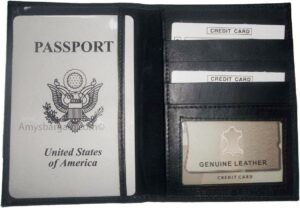 PASSPORT
United States
of America
CREDIT CARD
CREDIT CARD
GENUINE LEATHER
CREDIT CARD